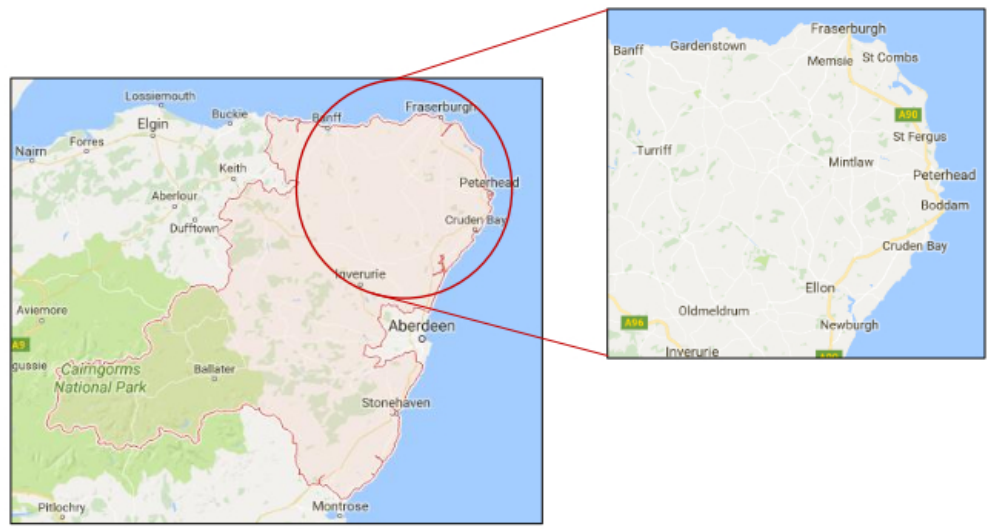 Lossiemouth
Elgin
Buckie
Banff
Fraserburgh
Nairn
Forres
Keith
Peterhead
Aberlour
Dufftown
Cruden Bay
Inverurie
Aviemore
Aberdeen
A9
gussie
Cairngorms
National Park
Ballater
Stonehaven
Pitlochry
Montrose
Fraserburgh
Banff
Gardenstown
Memsie
St Combs
A90
St Fergus
Turriff
Mintlaw
Peterhead
Boddam
Cruden Bay
Ellon
Oldmeldrum
A96
Newburgh
Inverurie
A90